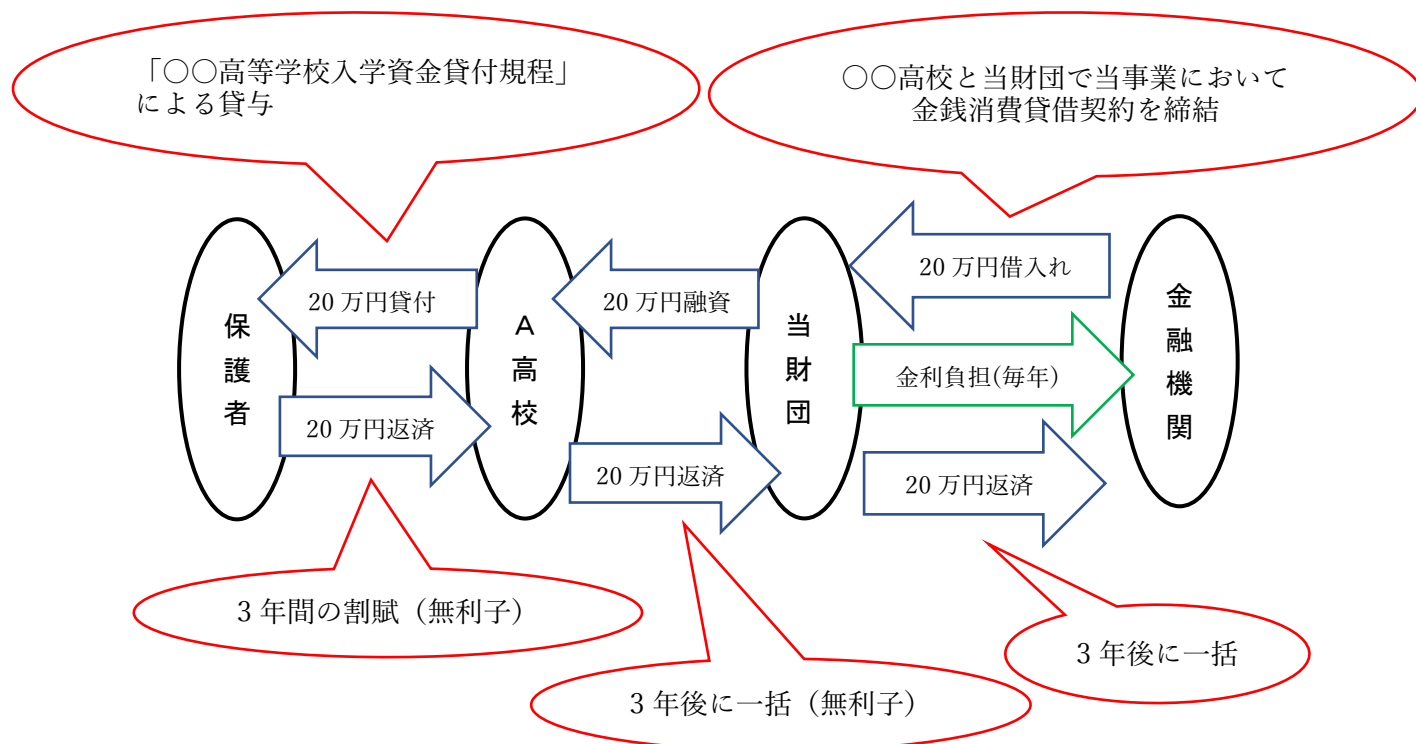 「〇〇高等学校入学資金貸付規程」
による貸与
〇〇高校と当財団で当事業において
金銭消費貸借契約を締結
保護者
20万円貸付
20万円返済
A高校
20万円融資
20万円返済
当財団
20万円借入れ
金利負担(毎年)
20万円返済
金融機関
3年間の割賦（無利子）
3年後に一括（無利子）
3年後に一括